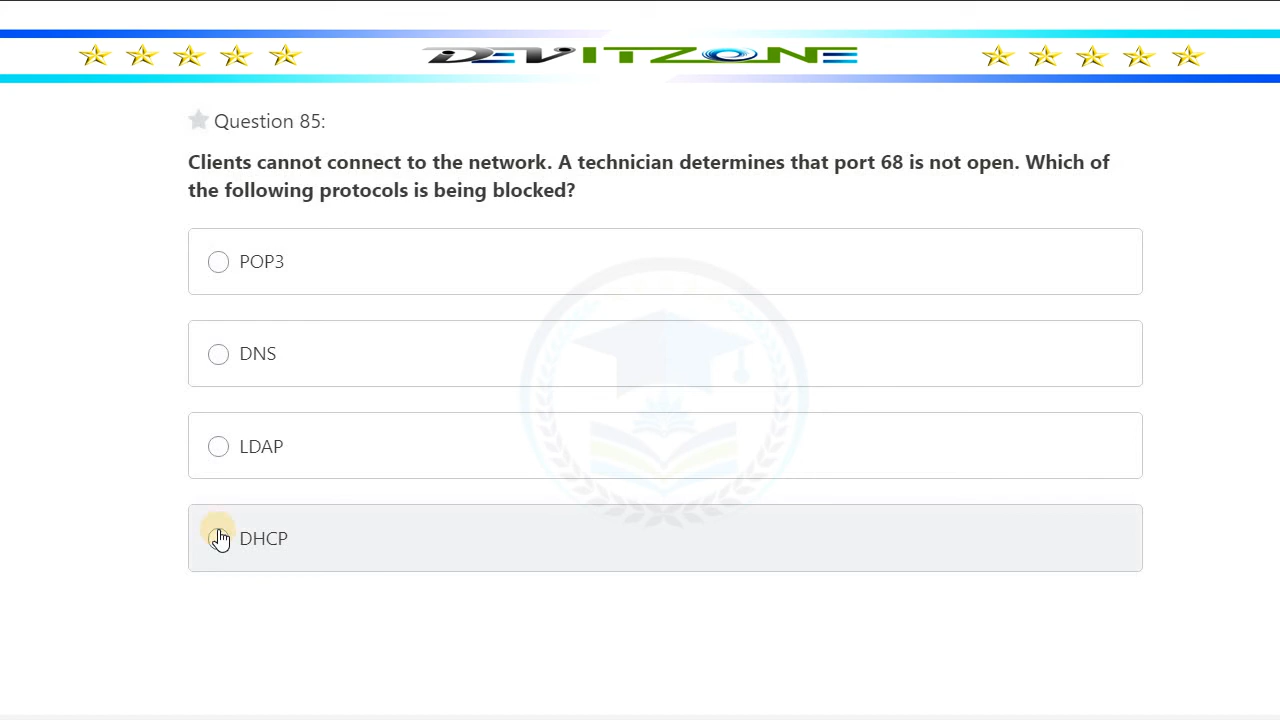 DEVITZONE
Question 85:
Clients cannot connect to the network. A technician determines that port 68 is not open. Which of
the following protocols is being blocked?
POP3
DNS
LDAP
DHCP